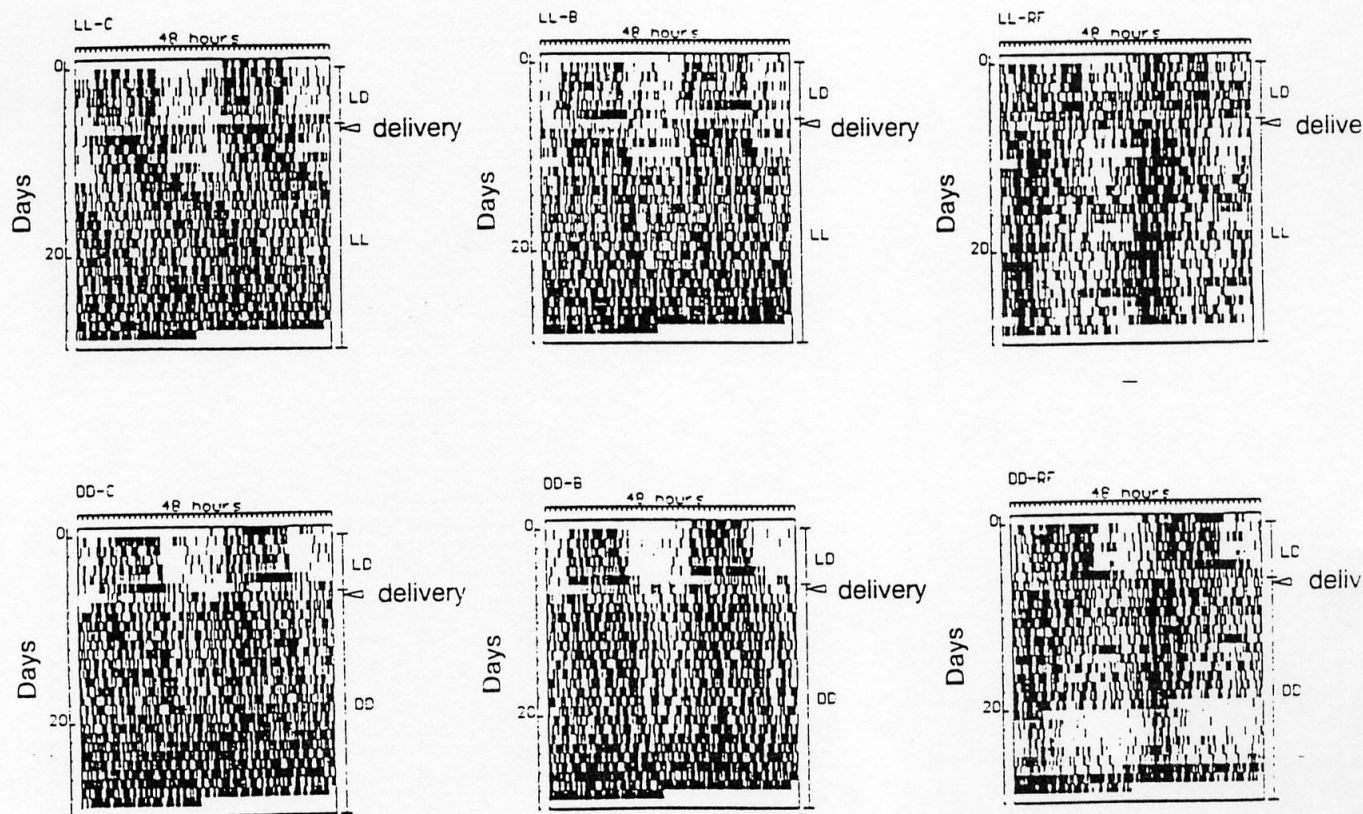 LL-C
48 hours
0
LD
delivery
Days
20
LL
LL-B
48 hours
0
LD
delivery
Days
20
LL
LL-RF
48 hours
0
LD
delive
Days
20
LL
DD-C
48 hours
0
LD
delivery
Days
20
DD
DD-B
48 hours
0
LD
delivery
Days
20
DD
DD-RF
48 hours
0
LD
deliv
Days
20
DD